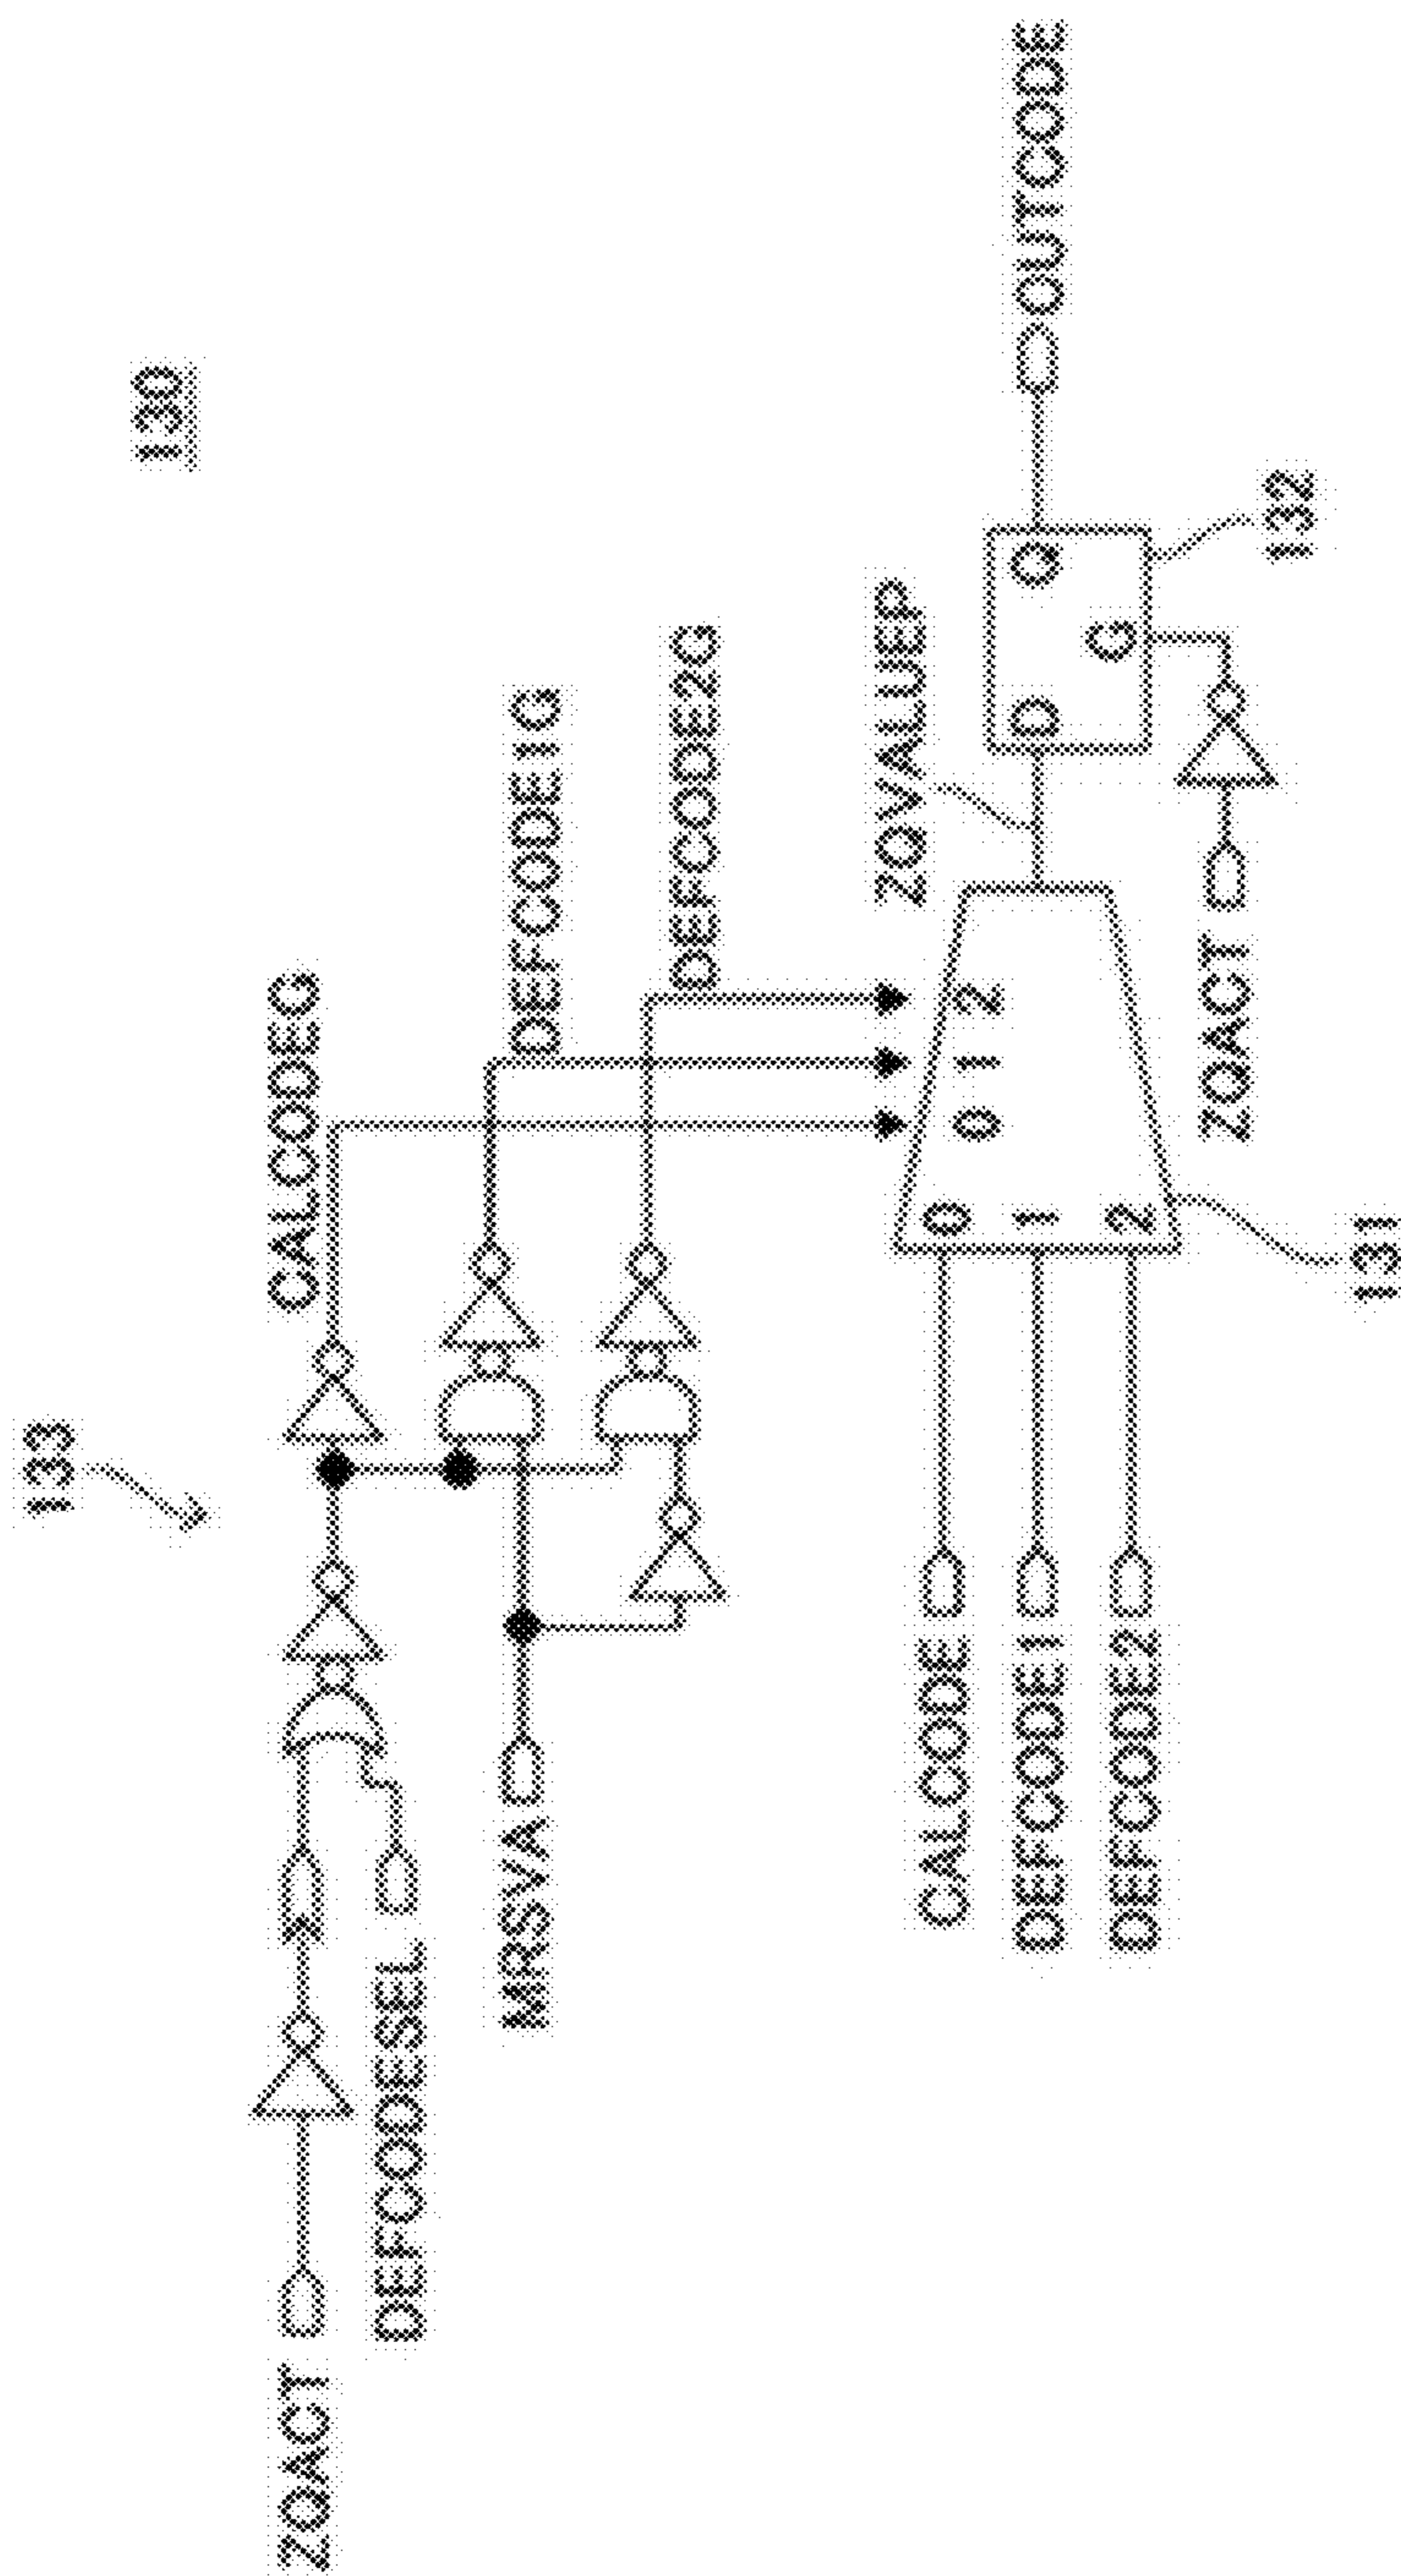 130
133
ZQACT
DEFCODESEL
MRSVA
CALCODEG
DEFCODE1G
DEFCODE2G
ZQVALUEP
CALCODE
DEFCODE1
DEFCODE2
0
1
2
0 1 2
131
D
Q
G
132
ZQACT
OUTCODE